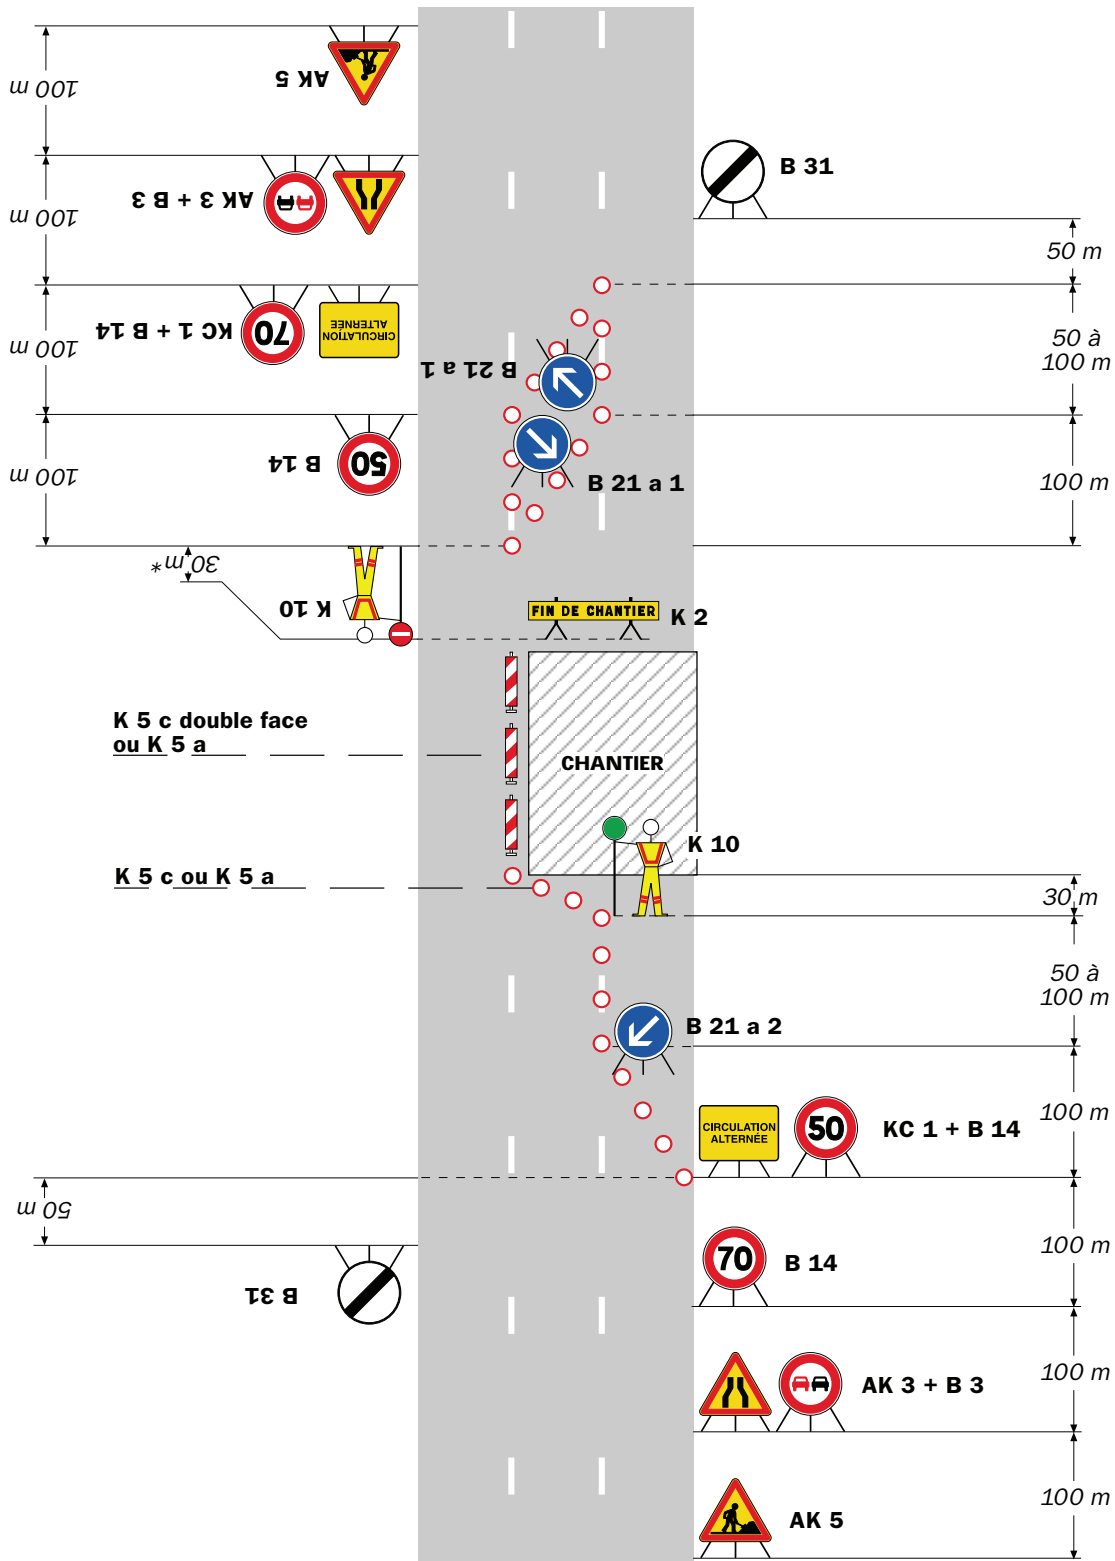 AK 5
100 m
B 31
AK 3 + B 3
100 m
50 m
KC 1 + B 14
70
CIRCULATION
ALTERNÉE
100 m
50 à
100 m
B 21 a 1
B 14
50
100 m
B 21 a 1
100 m
30 m*
K 10
FIN DE CHANTIER
K 2
K 5 c double face
ou K 5 a
CHANTIER
K 10
K 5 c ou K 5 a
30 m
50 à
100 m
B 21 a 2
CIRCULATION
ALTERNÉE
50
KC 1 + B 14
100 m
50 m
70
B 14
100 m
B 31
AK 3 + B 3
100 m
AK 5
100 m